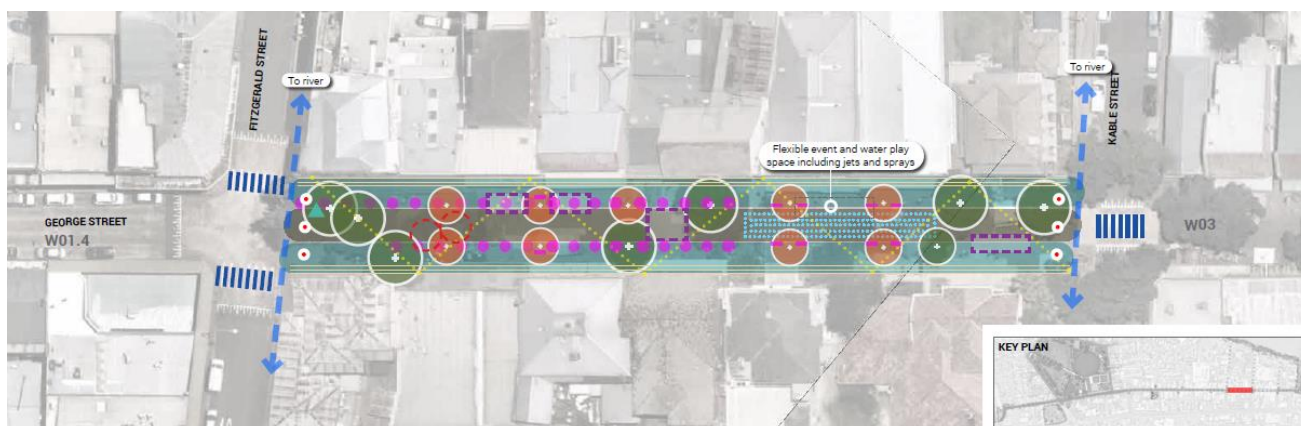 FITZGERALD STREET
To river
To river
KABLE STREET
Flexible event and water play
space including jets and sprays
GEORGE STREET
W01.4
W03
KEY PLAN